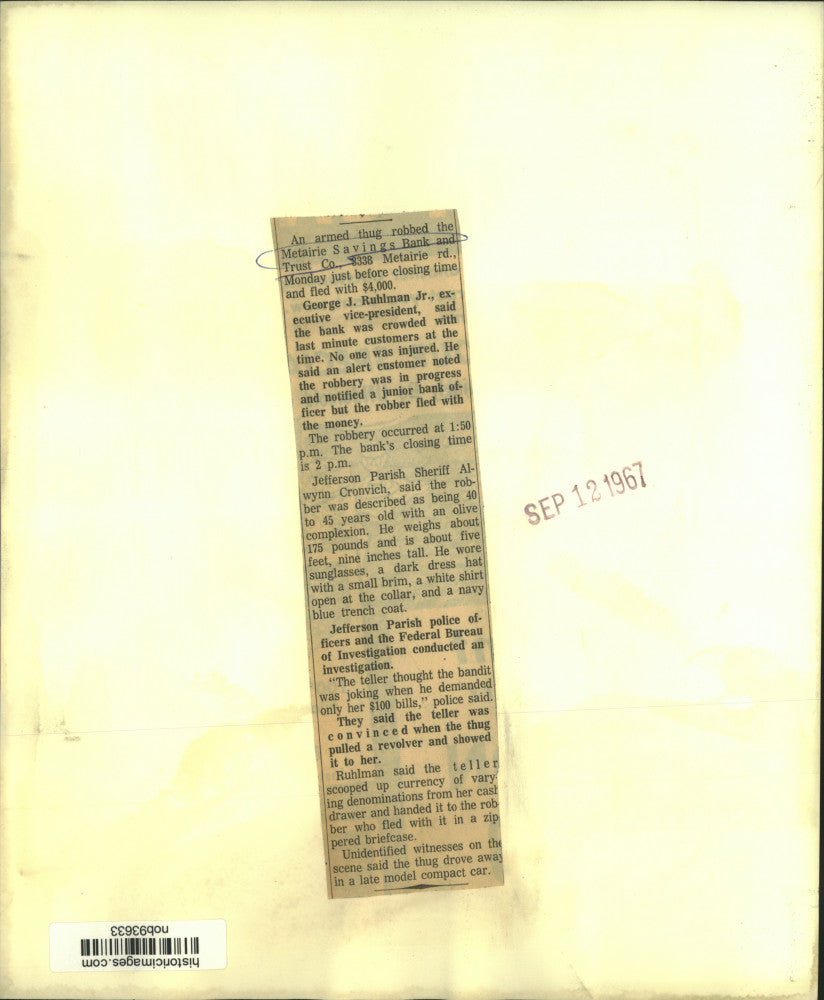 An armed thug robbed the
Metairie Savings Bank and
Trust Co., 3338 Metairie rd.,
Monday just before closing time
and fled with $4,000.
George J. Ruhlman Jr., ex-
ecutive vice-president, said
the bank was crowded with
last minute customers at the
time. No one was injured. He
said an alert customer noted
the robbery was in progress
and notified a junior bank of-
ficer but the robber fled with
the money.
The robbery occurred at 1:50
p.m. The bank's closing time
is 2 p.m.
Jefferson Parish Sheriff Al-
wynn Cronvich, said the rob-
ber was described as being 40
to 45 years old with an olive
complexion. He weighs about
175 pounds and is about five
feet, nine inches tall. He wore
sunglasses, a dark dress hat
with a small brim, a white shirt
open at the collar, and a navy
blue trench coat.
Jefferson Parish police of-
ficers and the Federal Bureau
of Investigation conducted an
investigation.
"The teller thought the bandit
was joking when he demanded
only her $100 bills," police said.
They said the teller was
convinced when the thug
pulled a revolver and showed
it to her.
Ruhlman said the teller
scooped up currency of vary-
ing denominations from her cash
drawer and handed it to the rob-
ber who fled with it in a zip-
pered briefcase.
Unidentified witnesses on the
scene said the thug drove away
in a late model compact car.
SEP 12 1967
historicimages.com
nob93633